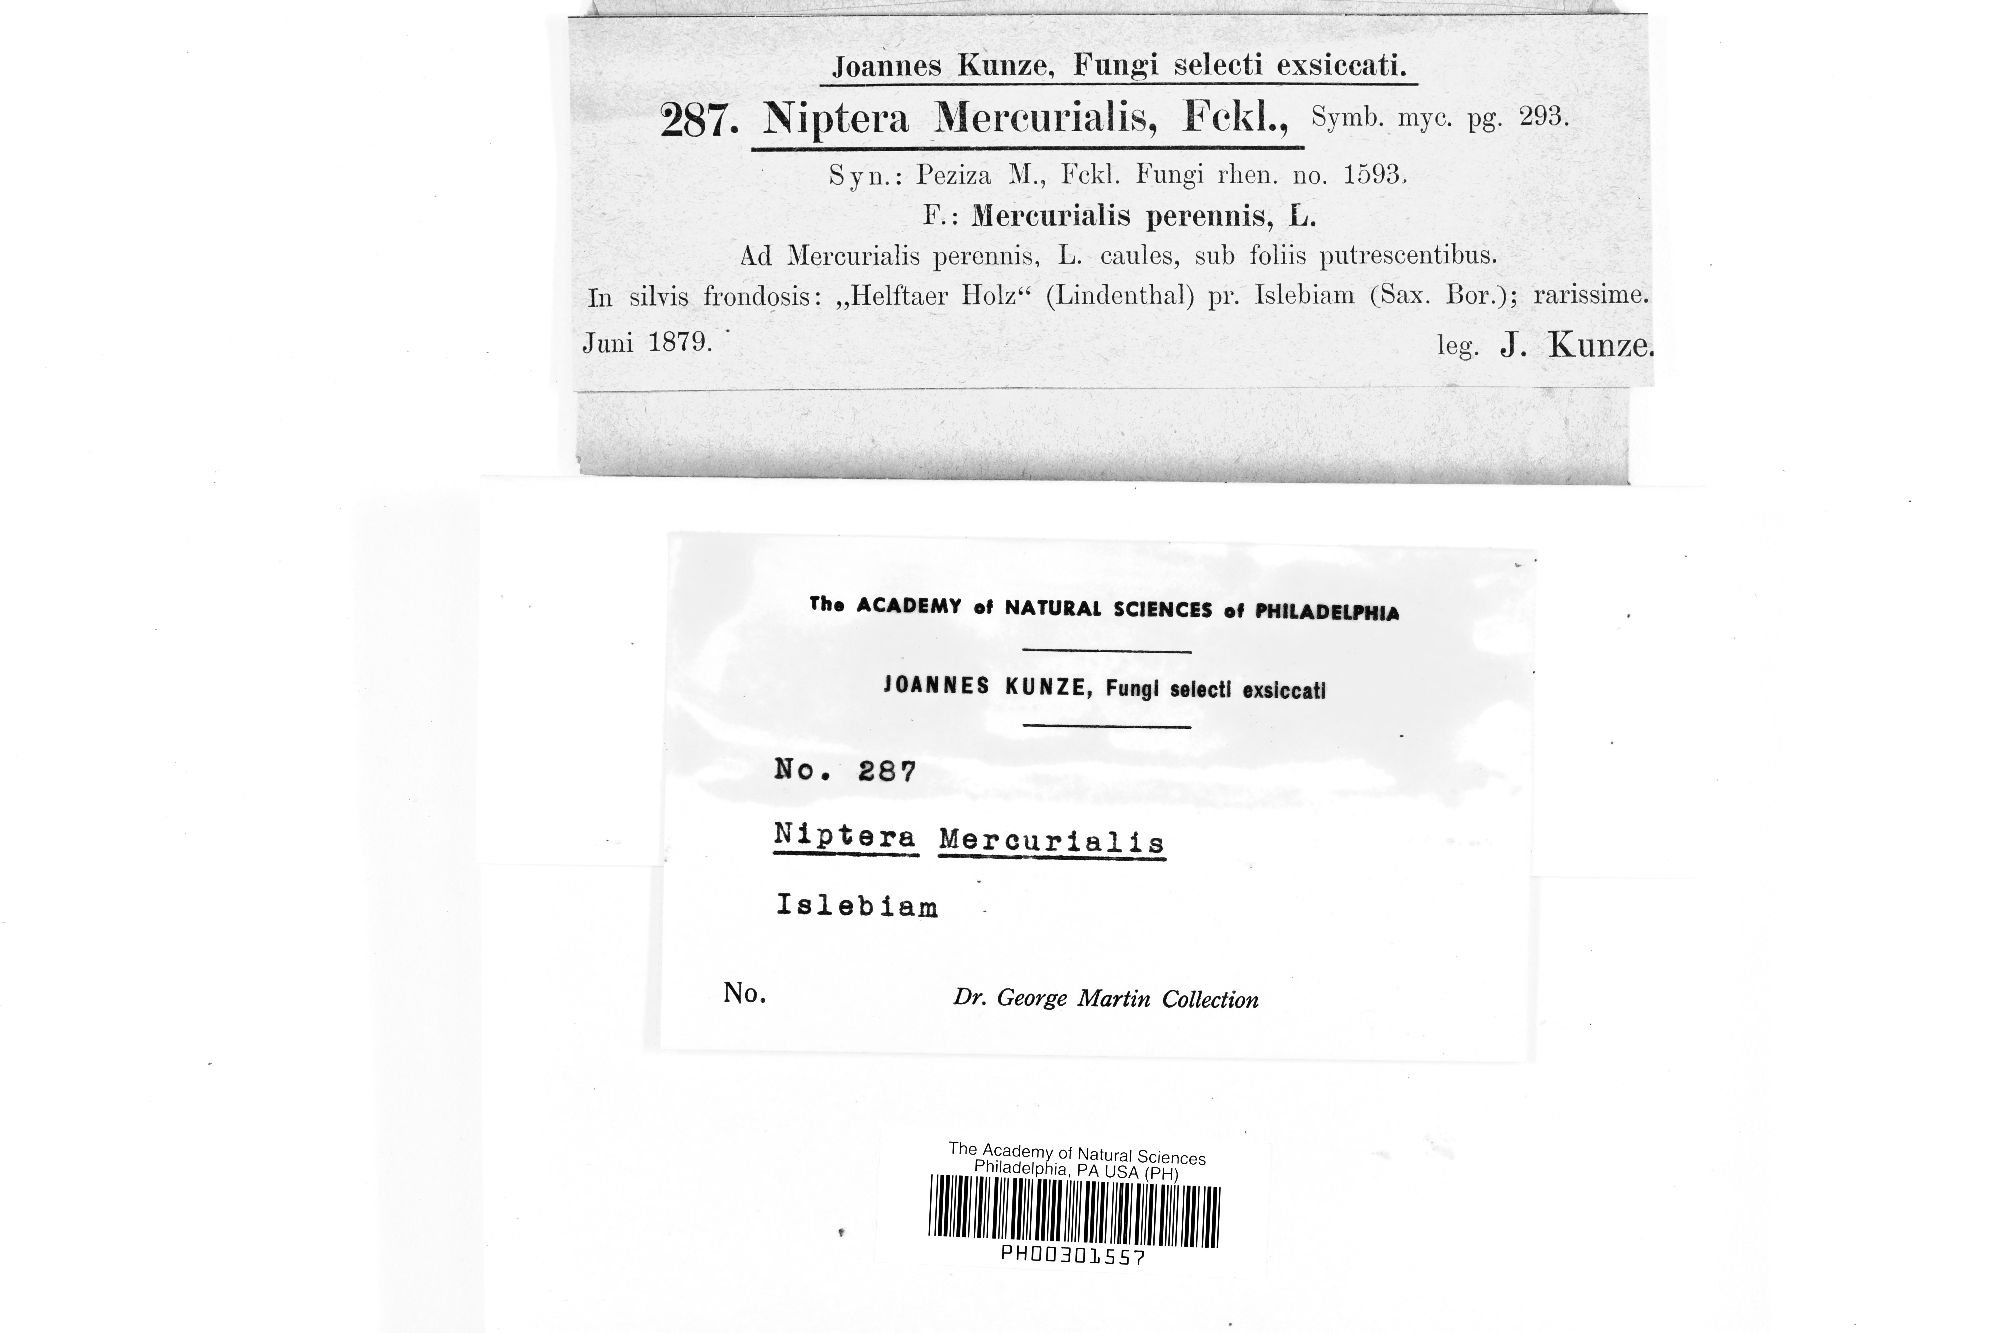 Joannes Kunze, Fungi selecti exsiccati.
287. Niptera Mercurialis, Fckl., Symb. myc. pg. 293.
Syn.: Peziza M., Fckl. Fungi rhen. no. 1593.
F.: Mercurialis perennis, L.
Ad Mercurialis perennis, L. caules, sub foliis putrescentibus.
In silvis frondosis: „Helftaer Holz“ (Lindenthal) pr. Islebiam (Sax. Bor.); rarissime.
Juni 1879. leg. J. Kunze.
The ACADEMY of NATURAL SCIENCES of PHILADELPHIA
JOANNES KUNZE, Fungi selecti exsiccati
No. 287
Niptera Mercurialis
Islebiam
No. Dr. George Martin Collection
The Academy of Natural Sciences
Philadelphia, PA USA (PH)
PH00301557